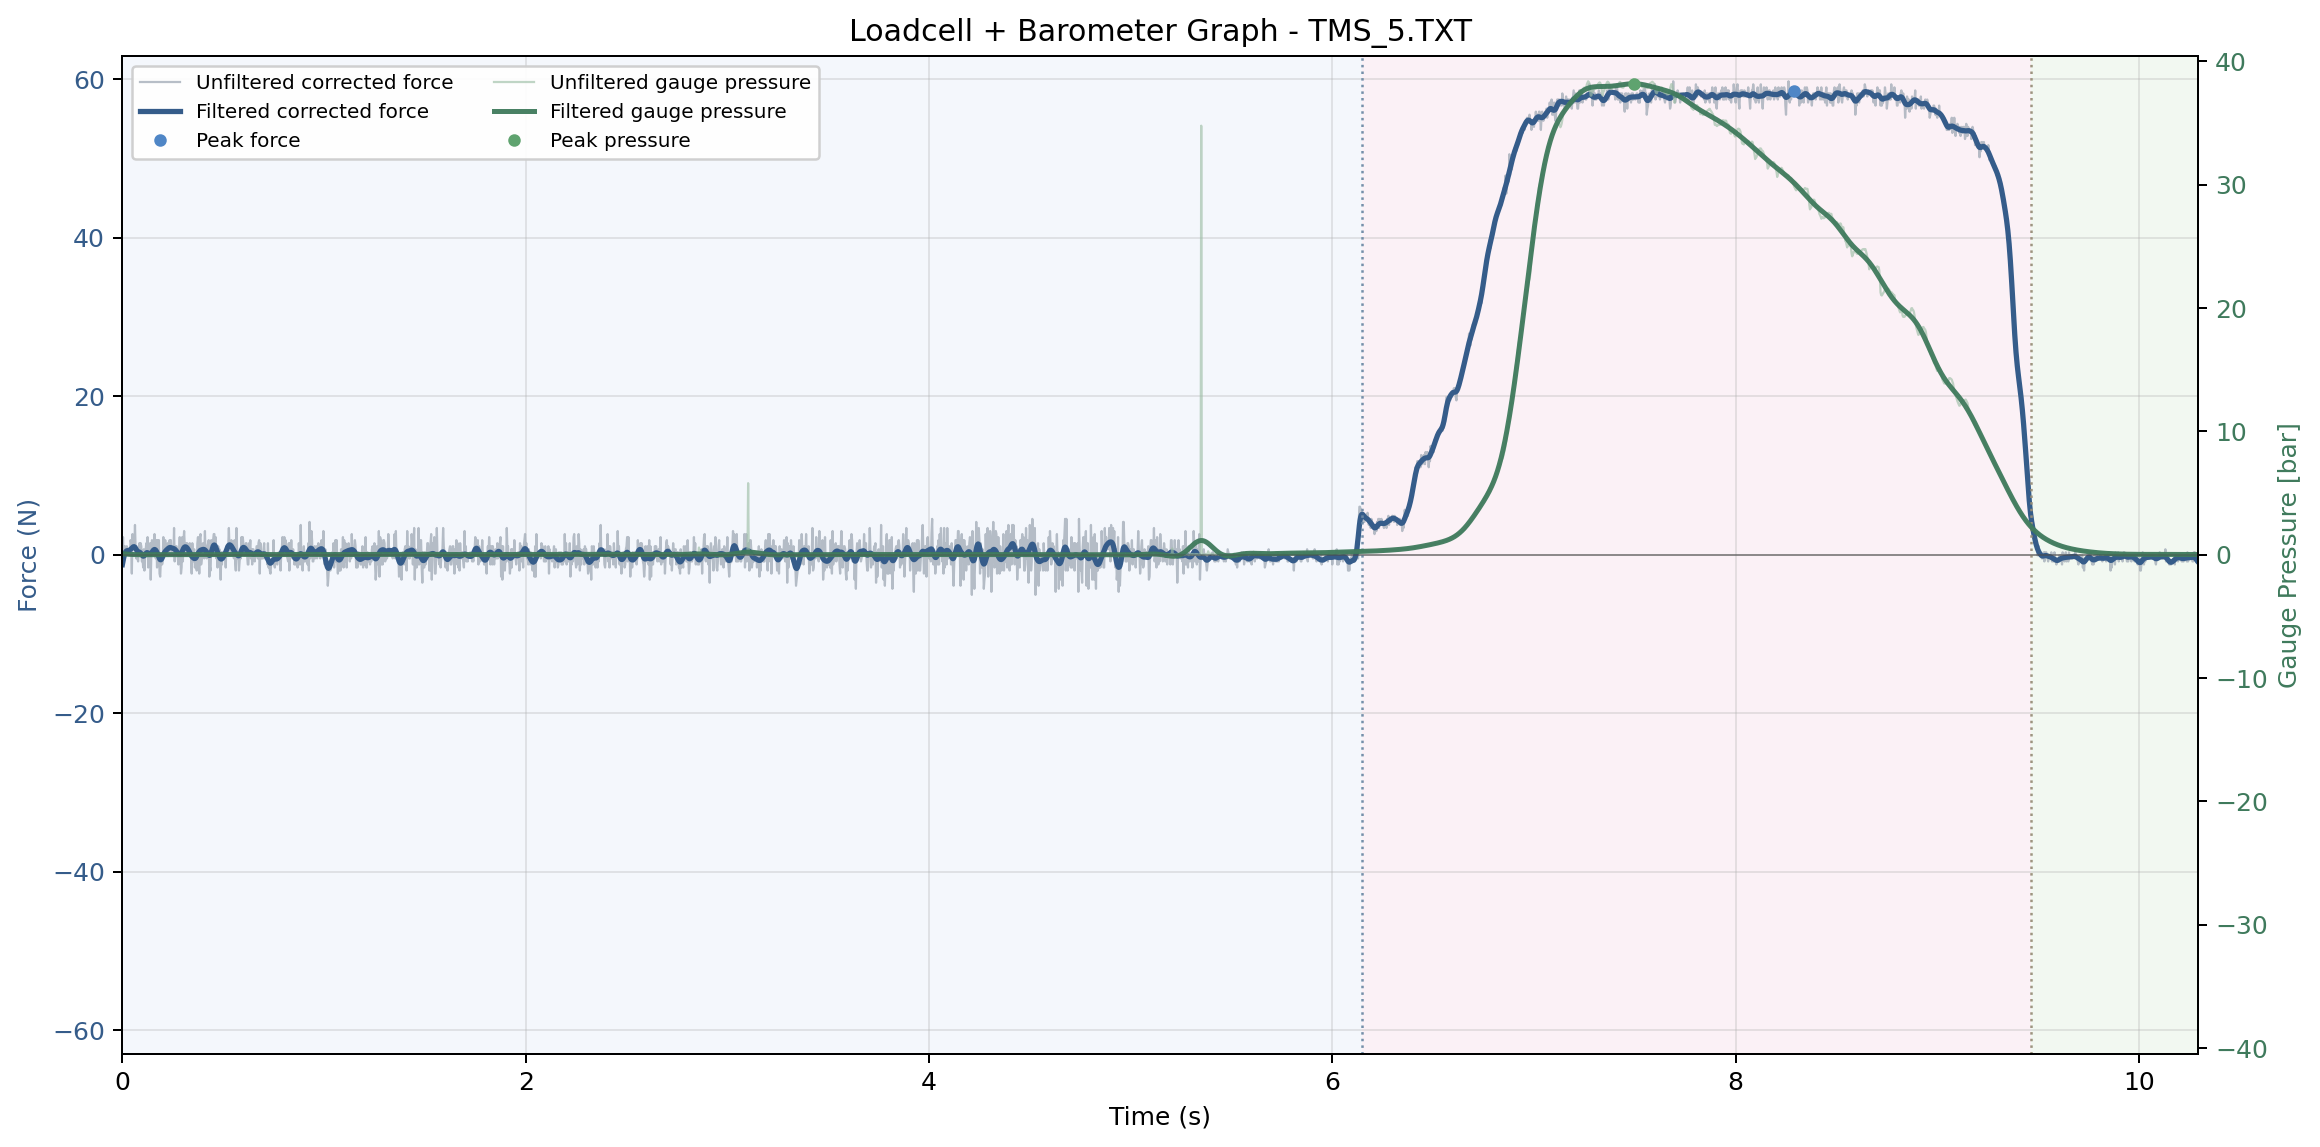 Loadcell + Barometer Graph - TMS_5.TXT
Unfiltered corrected force
Filtered corrected force
Peak force
Unfiltered gauge pressure
Filtered gauge pressure
Peak pressure
60
40
20
0
−20
−40
−60
Force (N)
40
30
20
10
0
−10
−20
−30
−40
Gauge Pressure [bar]
0
2
4
6
8
10
Time (s)